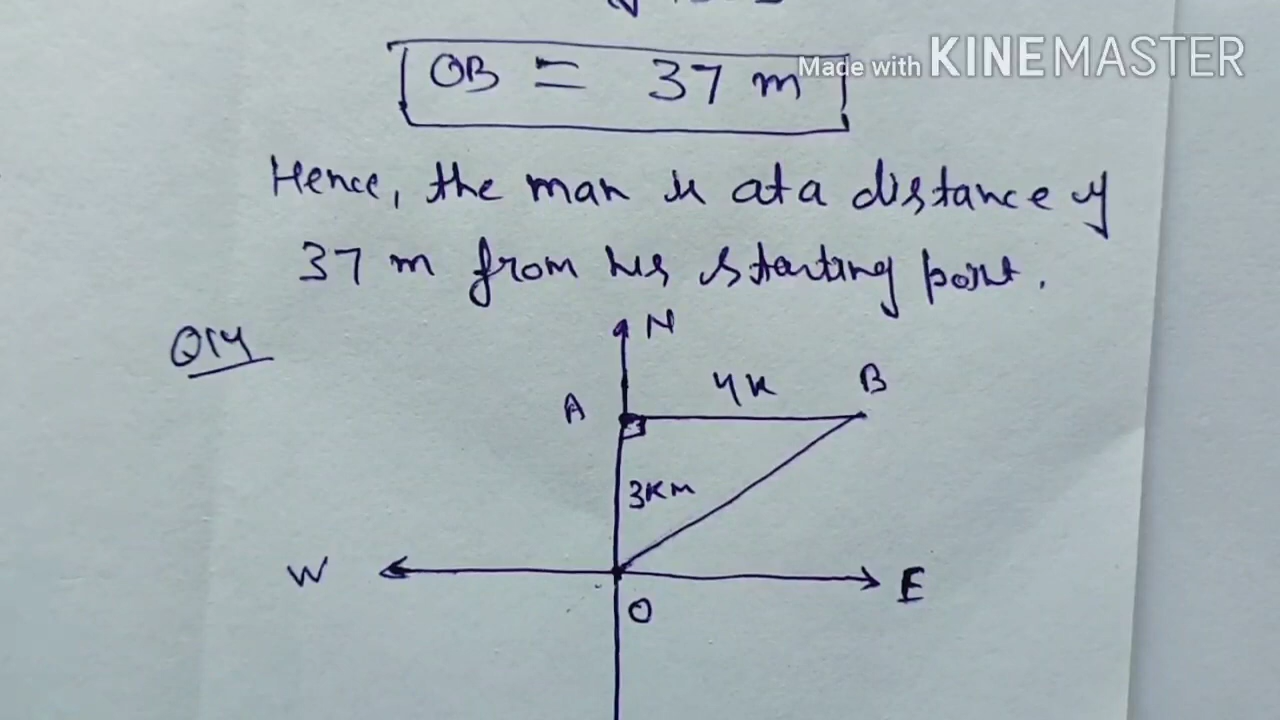 OB = 37 m
Made with KINEMASTER
Hence, the man is at a distance of
37 m from his starting point.
Q14
N
A
4K
B
3KM
W
E
O